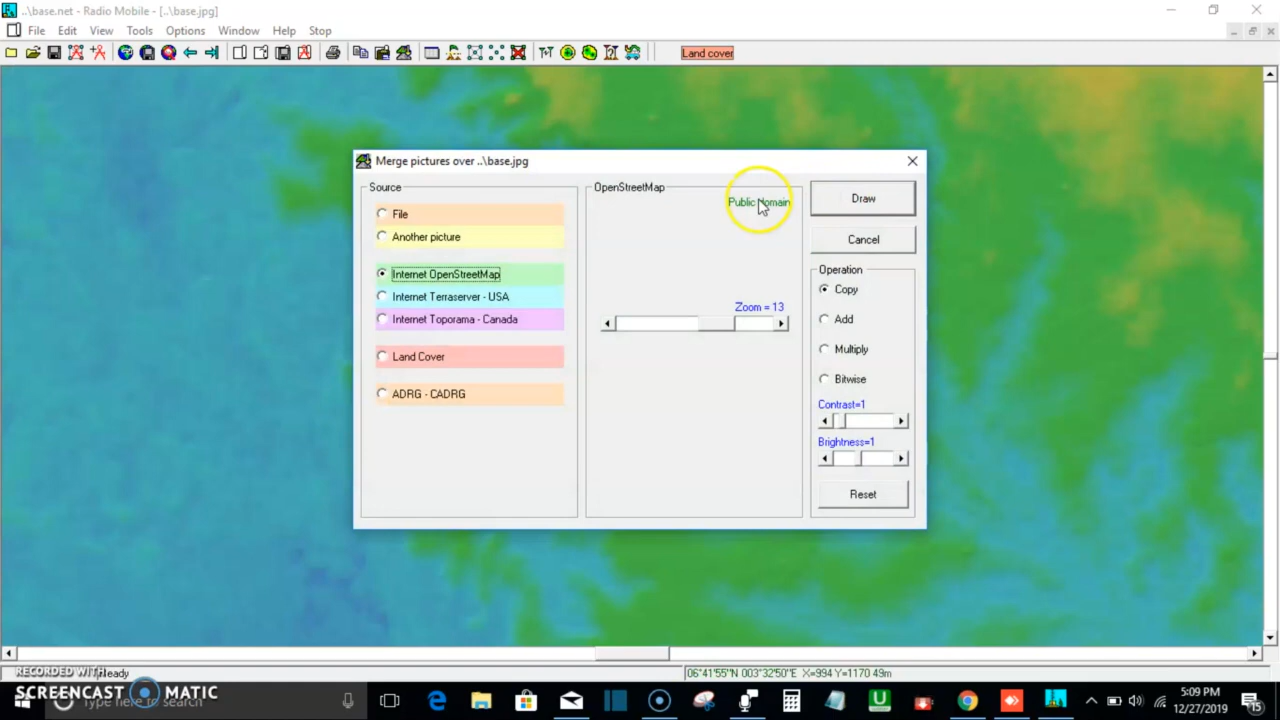 ..\base.net - Radio Mobile - [..\base.jpg]
File Edit View Tools Options Window Help Stop
Land cover
Merge pictures over ..\base.jpg
Source
File
Another picture
Internet OpenStreetMap
Internet Terraserver - USA
Internet Toporama - Canada
Land Cover
ADRG - CADRG
OpenStreetMap
Public domain
Zoom = 13
Draw
Cancel
Operation
Copy
Add
Multiply
Bitwise
Contrast=1
Brightness=1
Reset
RECORDED WITH
Ready
06°41'55"N 003°32'50"E X=994 Y=1170 49m
SCREENCAST MATIC
Type here to search
5:09 PM
12/27/2019
15